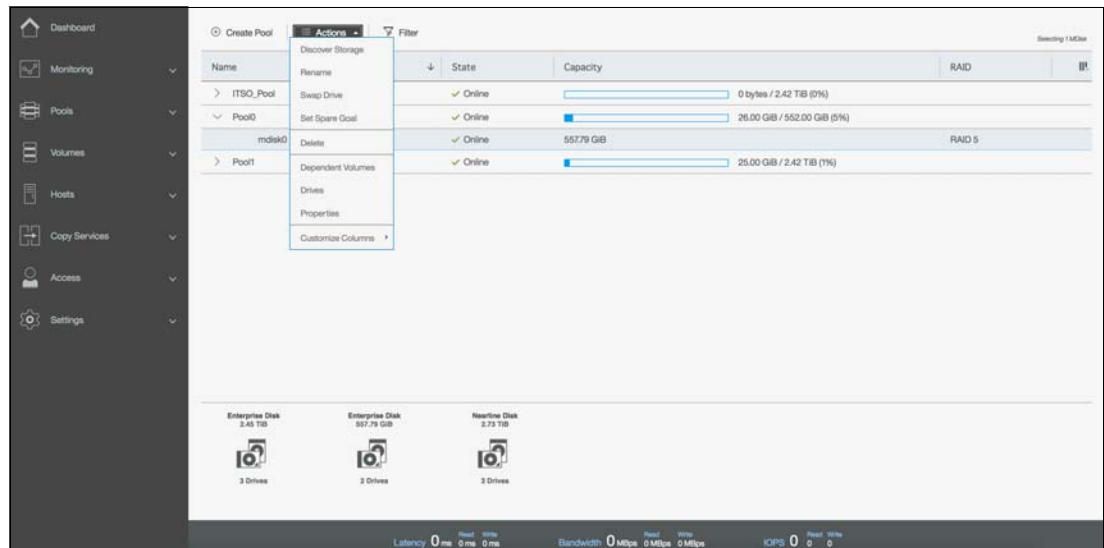 Dashboard
Monitoring
Pools
Volumes
Hosts
Copy Services
Access
Settings
Create Pool
Actions
Filter
Selecting 1 MDisk
Name
State
Capacity
RAID
ITSO_Pool
Online
0 bytes / 2.42 TiB (0%)
Pool0
Online
26.00 GiB / 552.00 GiB (5%)
mdisk0
Online
557.79 GiB
RAID 5
Pool1
Online
25.00 GiB / 2.42 TiB (1%)
Discover Storage
Rename
Swap Drive
Set Spare Goal
Delete
Dependent Volumes
Drives
Properties
Customize Columns
Enterprise Disk
2.45 TiB
3 Drives
Enterprise Disk
557.79 GiB
2 Drives
Nearline Disk
2.73 TiB
3 Drives
Latency 0 ms Read 0 ms Write 0 ms
Bandwidth 0 MBps Read 0 MBps Write 0 MBps
IOPS 0 Read 0 Write 0